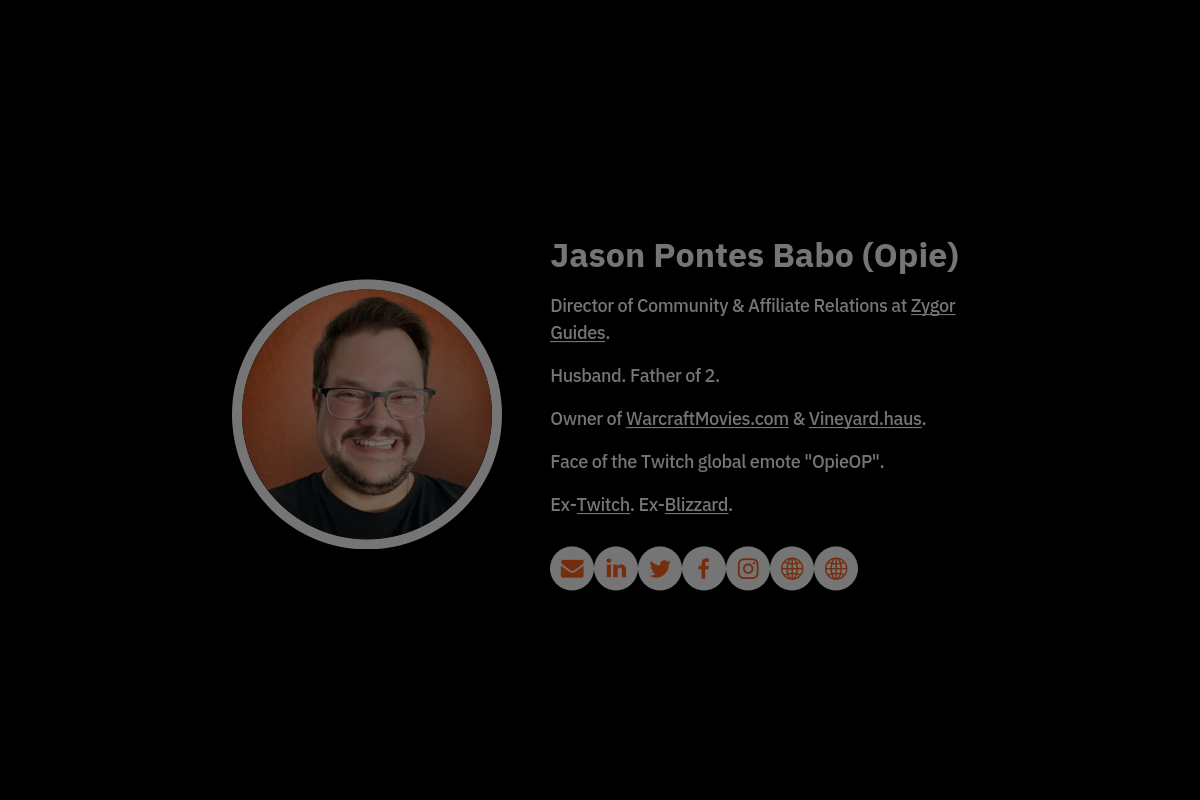 Jason Pontes Babo (Opie)
Director of Community & Affiliate Relations at Zygor
Guides.
Husband. Father of 2.
Owner of WarcraftMovies.com & Vineyard.haus.
Face of the Twitch global emote "OpieOP".
Ex-Twitch. Ex-Blizzard.